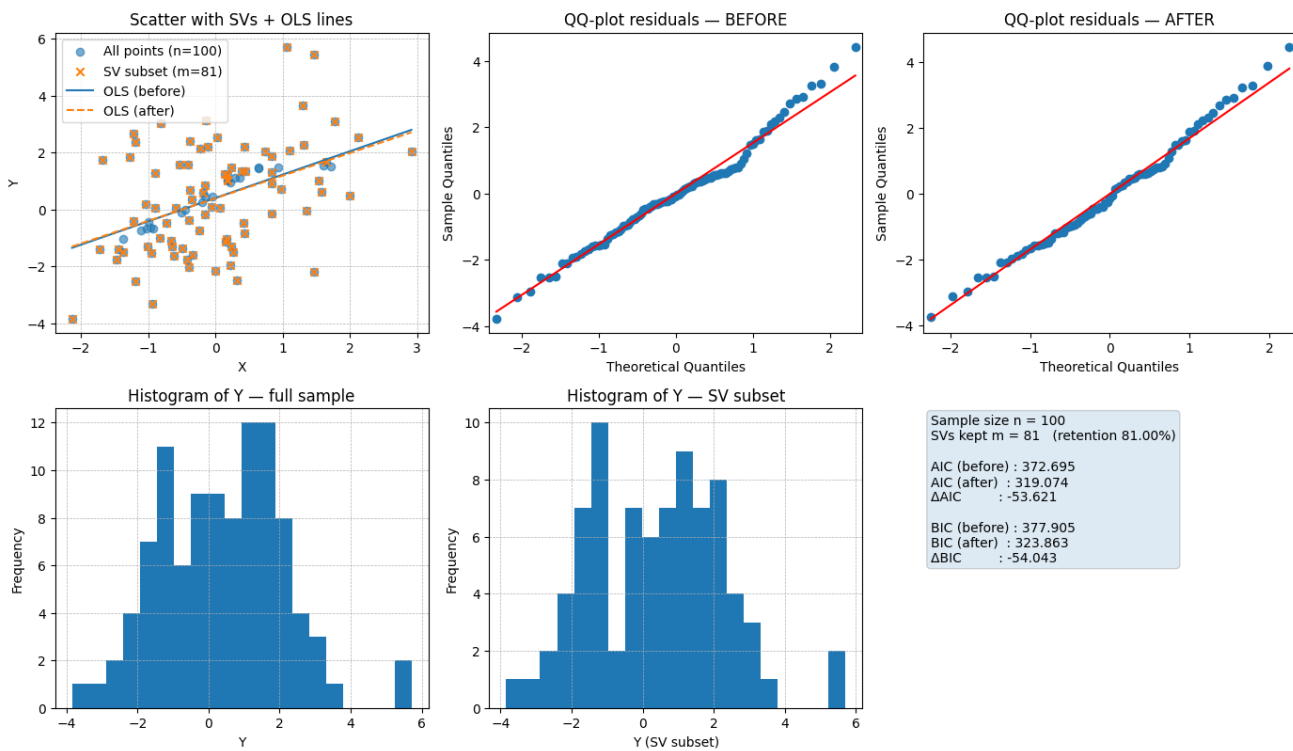 Scatter with SVs + OLS lines
All points (n=100)
SV subset (m=81)
OLS (before)
OLS (after)
6
4
2
0
−2
−4
Y
−2
−1
0
1
2
3
X
QQ-plot residuals — BEFORE
4
2
0
−2
−4
Sample Quantiles
−2
−1
0
1
2
Theoretical Quantiles
QQ-plot residuals — AFTER
4
2
0
−2
−4
Sample Quantiles
−2
−1
0
1
2
Theoretical Quantiles
Histogram of Y — full sample
12
10
8
6
4
2
0
Frequency
−4
−2
0
2
4
6
Y
Histogram of Y — SV subset
10
8
6
4
2
0
Frequency
−4
−2
0
2
4
6
Y (SV subset)
Sample size n = 100
SVs kept m = 81 (retention 81.00%)
AIC (before) : 372.695
AIC (after) : 319.074
ΔAIC : -53.621
BIC (before) : 377.905
BIC (after) : 323.863
ΔBIC : -54.043